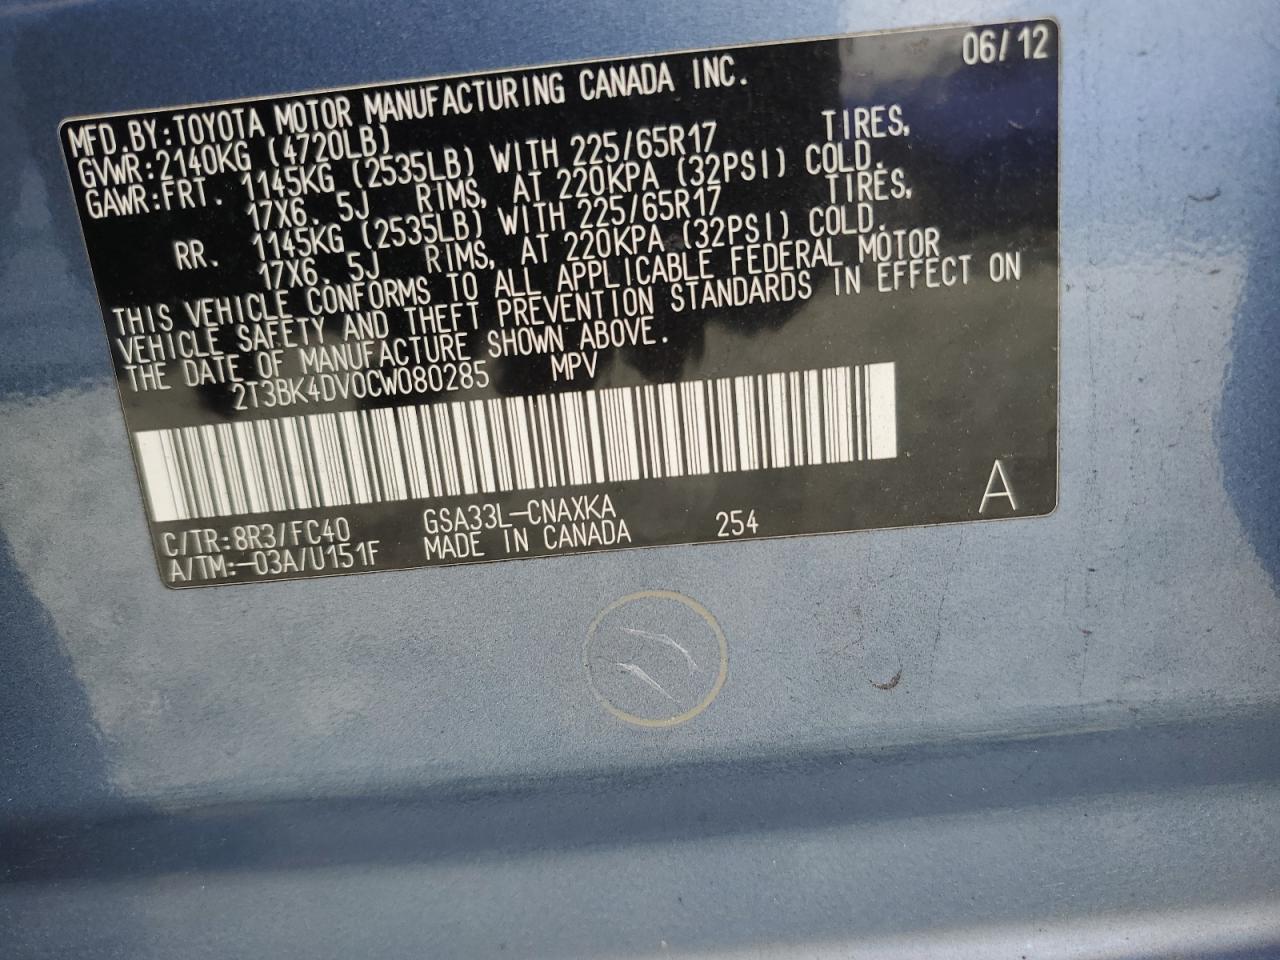 06/12
MFD.BY:TOYOTA MOTOR MANUFACTURING CANADA INC.
GVWR:2140KG (4720LB)
GAWR:FRT. 1145KG (2535LB) WITH 225/65R17 TIRES,
17X6.5J RIMS, AT 220KPA (32PSI) COLD.
RR. 1145KG (2535LB) WITH 225/65R17 TIRES,
17X6.5J RIMS, AT 220KPA (32PSI) COLD.
THIS VEHICLE CONFORMS TO ALL APPLICABLE FEDERAL MOTOR
VEHICLE SAFETY AND THEFT PREVENTION STANDARDS IN EFFECT ON
THE DATE OF MANUFACTURE SHOWN ABOVE.
2T3BK4DV0CW080285 MPV
C/TR:8R3/FC40 GSA33L-CNAXKA 254 A
A/TM:-03A/U151F MADE IN CANADA